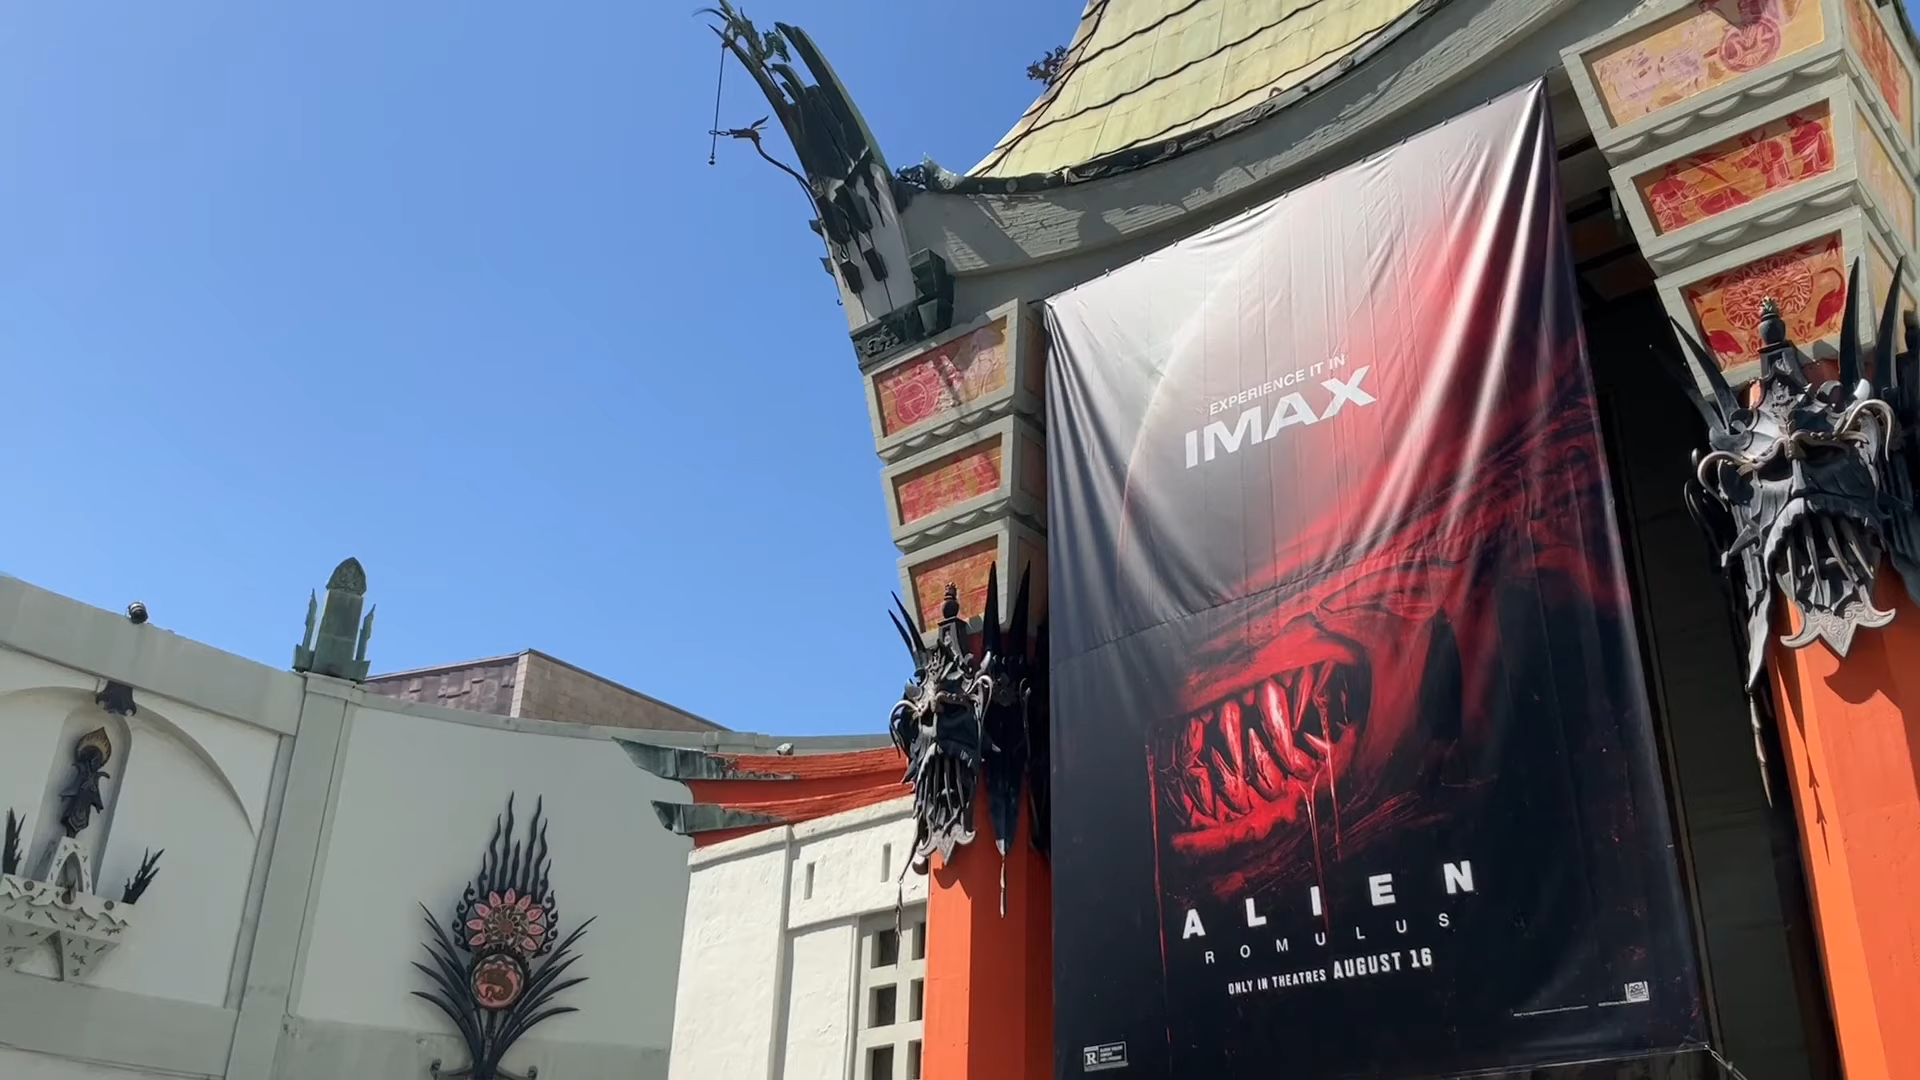 EXPERIENCE IT IN
IMAX
ALIEN
ROMULUS
ONLY IN THEATRES AUGUST 16
R